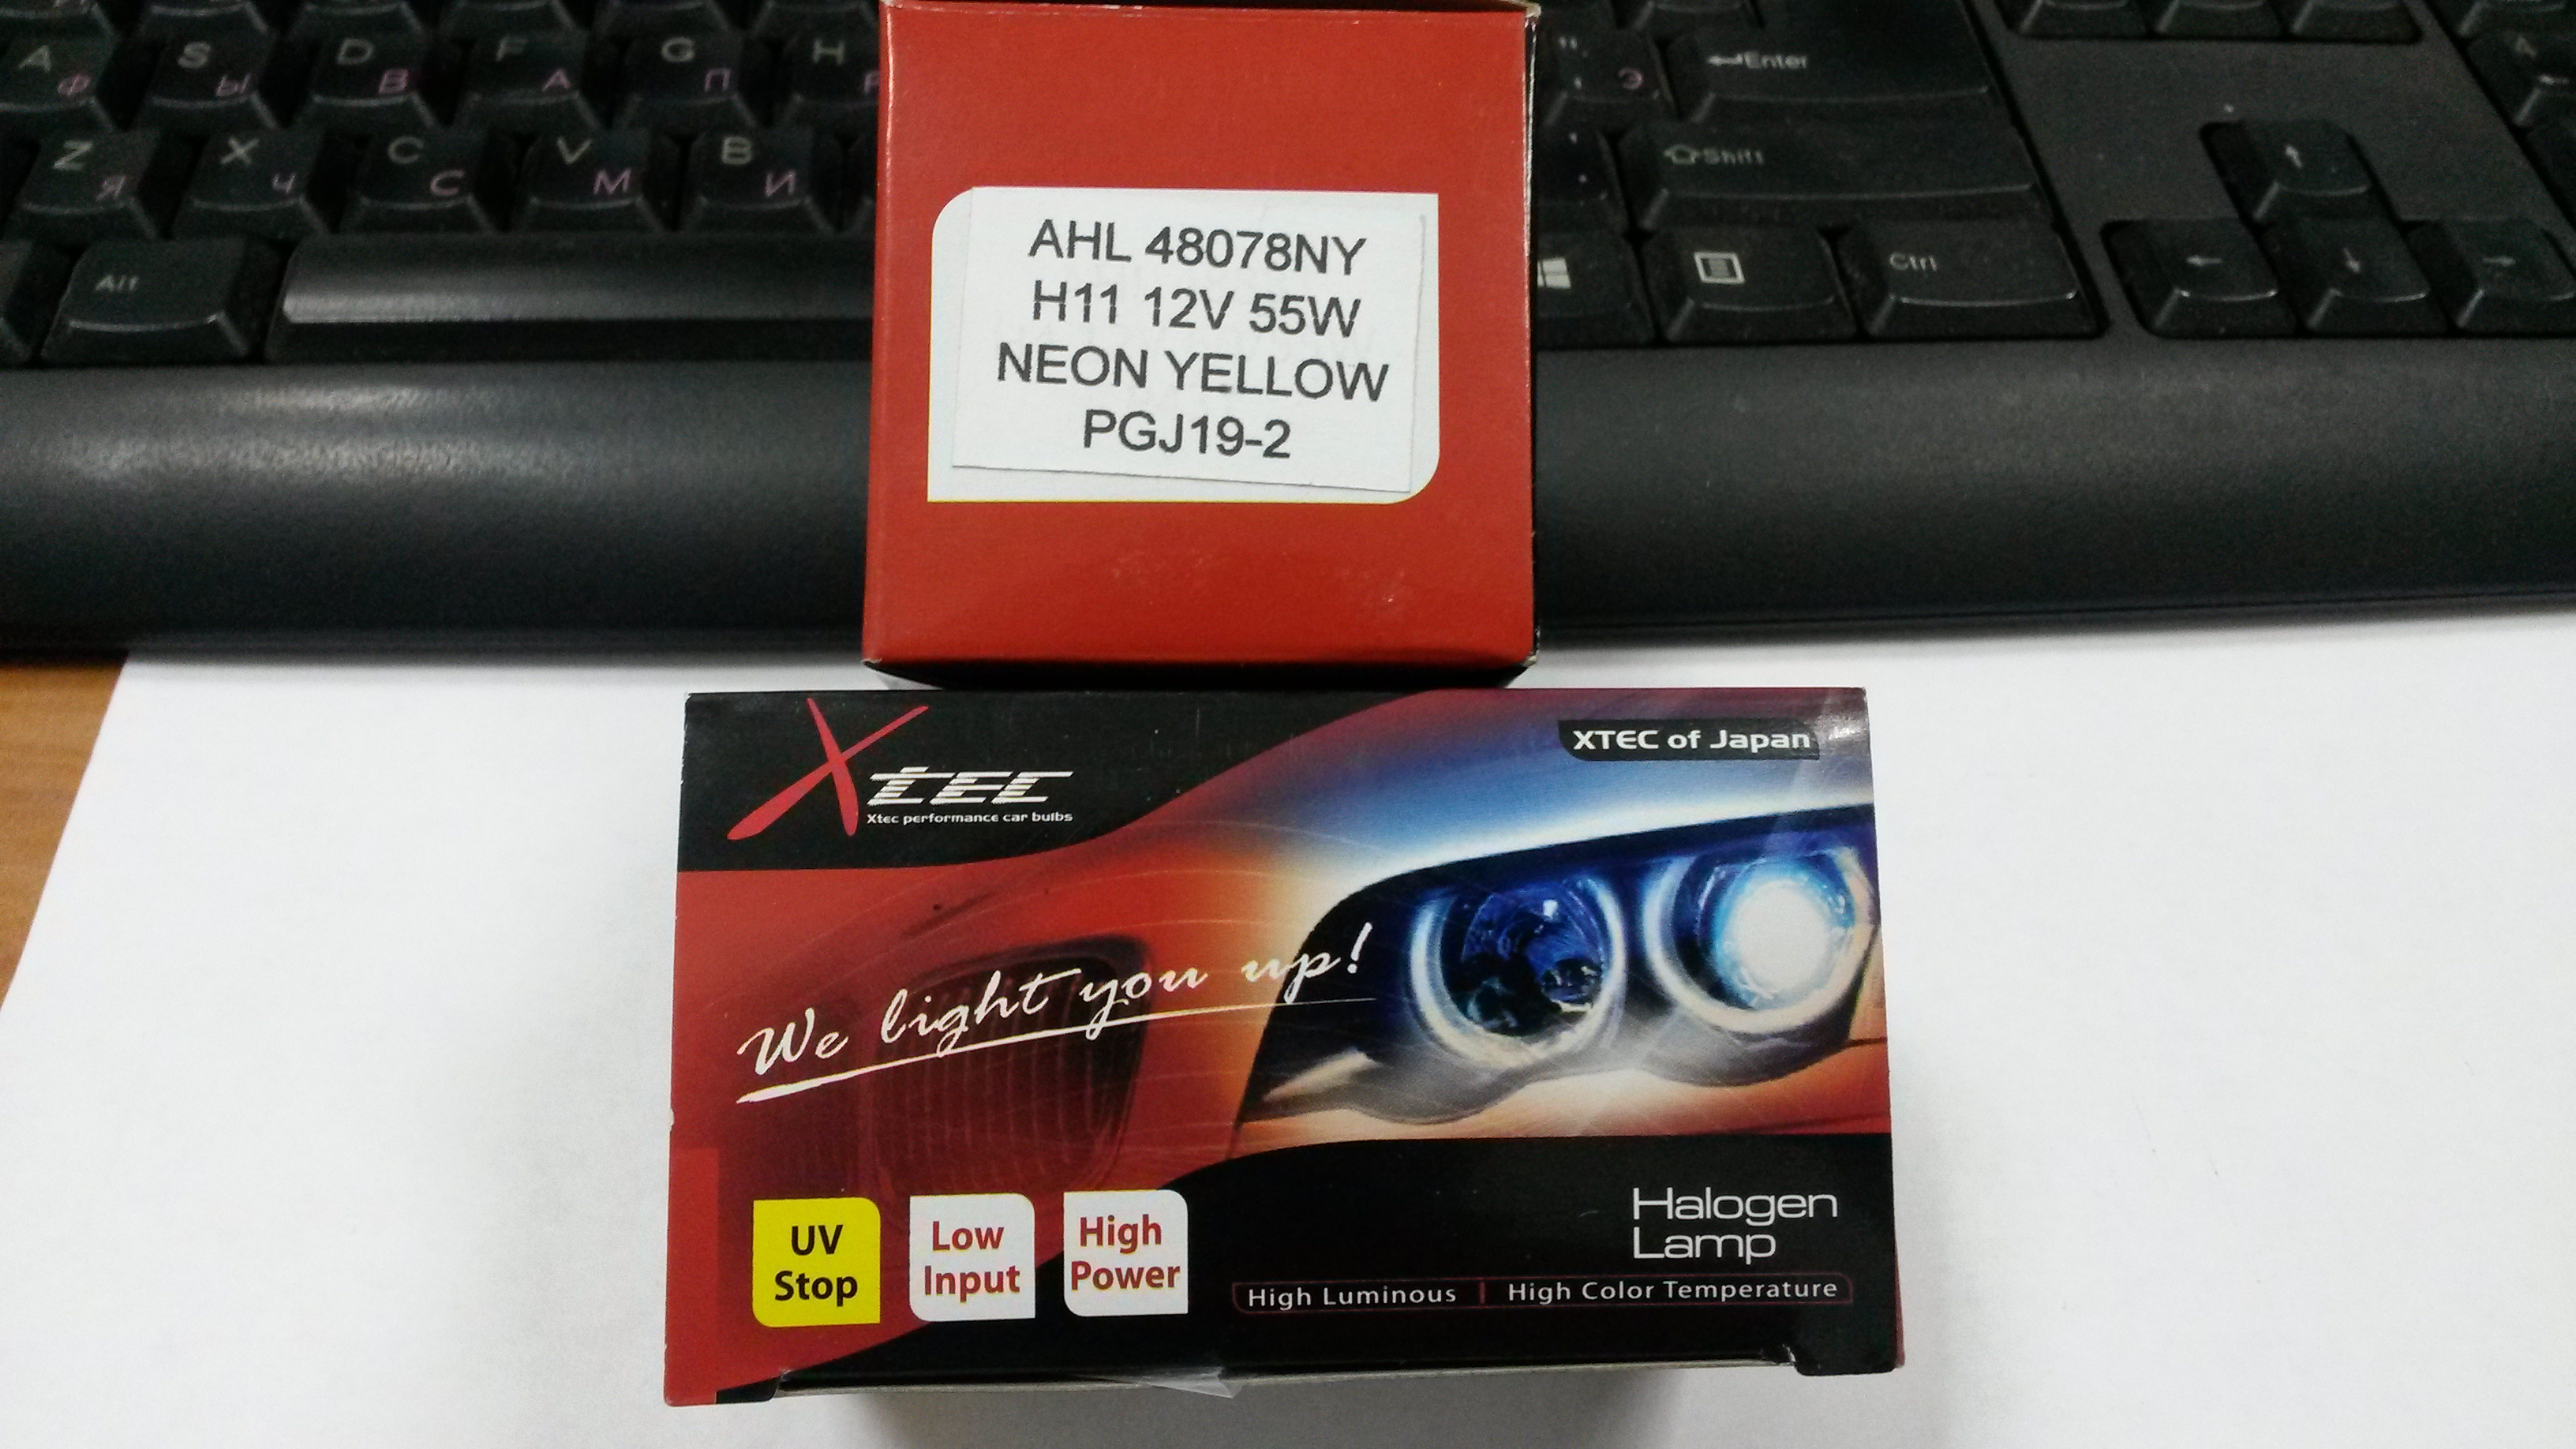 A Ф S Ы D В F А G П H
Э Enter
Z Я X Ч C С V М B И
Shift
Alt
Ctrl
AHL 48078NY
H11 12V 55W
NEON YELLOW
PGJ19-2
Xtec
Xtec performance car bulbs
XTEC of Japan
We light you up!
UV
Stop
Low
Input
High
Power
Halogen
Lamp
High Luminous | High Color Temperature